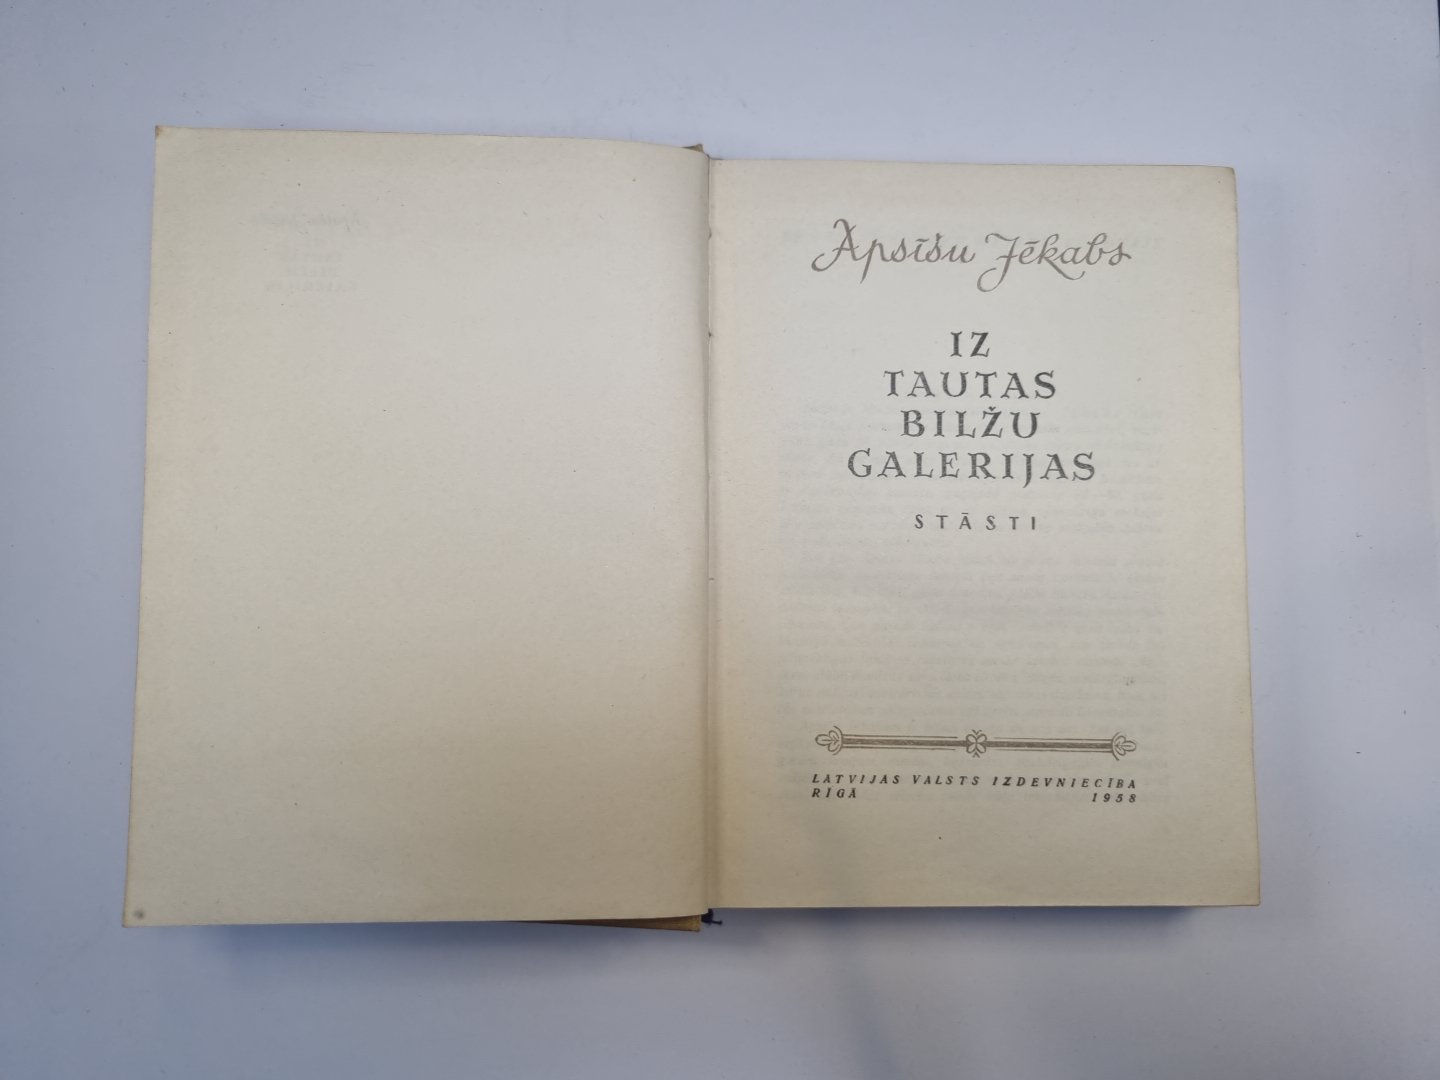 Apsīšu Jēkabs
IZ
TAUTAS
BILŽU
GALERIJAS
STĀSTI
LATVIJAS VALSTS IZDEVNIECĪBA
RĪGĀ 1958